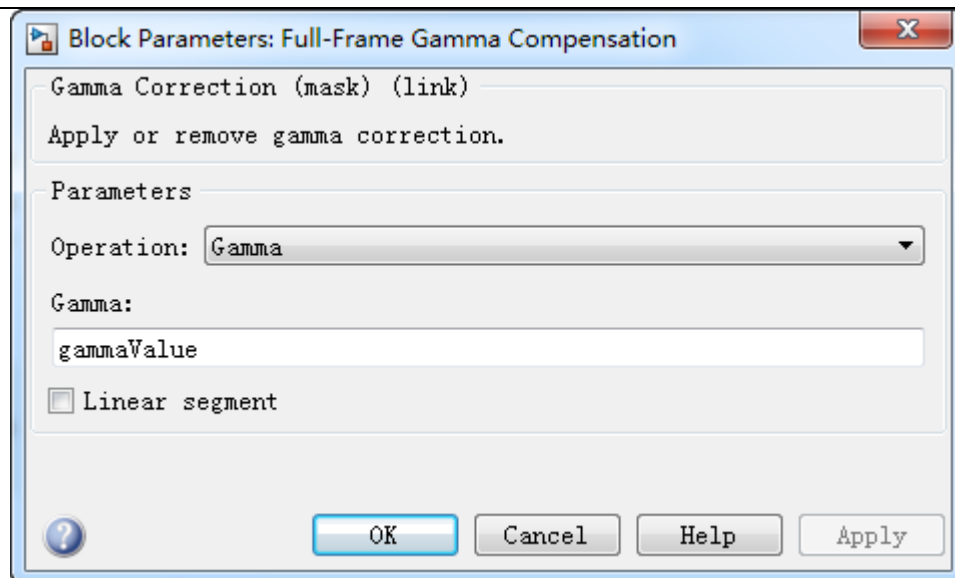 Block Parameters: Full-Frame Gamma Compensation
Gamma Correction (mask) (link)
Apply or remove gamma correction.
Parameters
Operation: Gamma
Gamma:
gammaValue
Linear segment
OK Cancel Help Apply